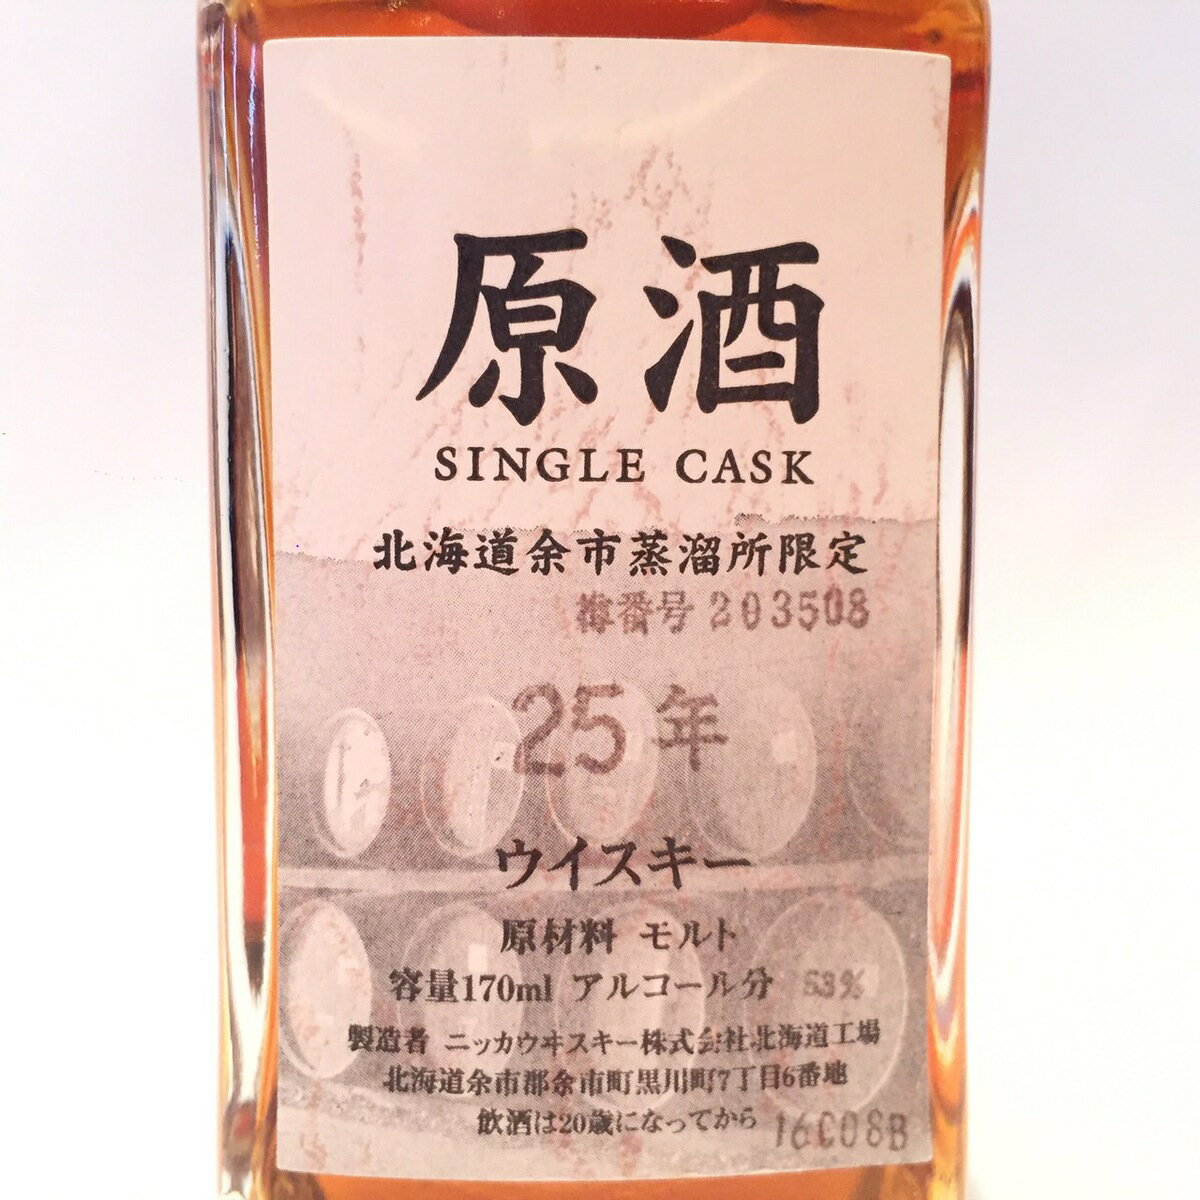 原酒
SINGLE CASK
北海道余市蒸溜所限定
樽番号 203508
25年
ウイスキー
原材料 モルト
容量170ml アルコール分 53%
製造者 ニッカウヰスキー株式会社北海道工場
北海道余市郡余市町黒川町7丁目6番地
飲酒は20歳になってから